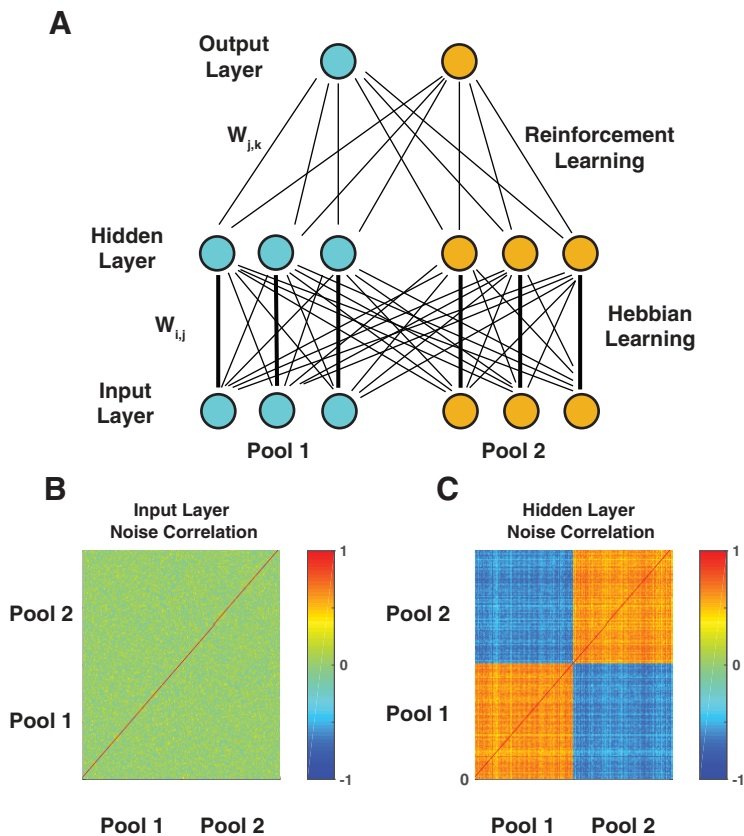 A
Output
Layer
W j,k
Reinforcement
Learning
Hidden
Layer
W i,j
Hebbian
Learning
Input
Layer
Pool 1
Pool 2
B
Input Layer
Noise Correlation
1
Pool 2
0
Pool 1
-1
Pool 1
Pool 2
C
Hidden Layer
Noise Correlation
1
Pool 2
0
Pool 1
0
-1
Pool 1
Pool 2